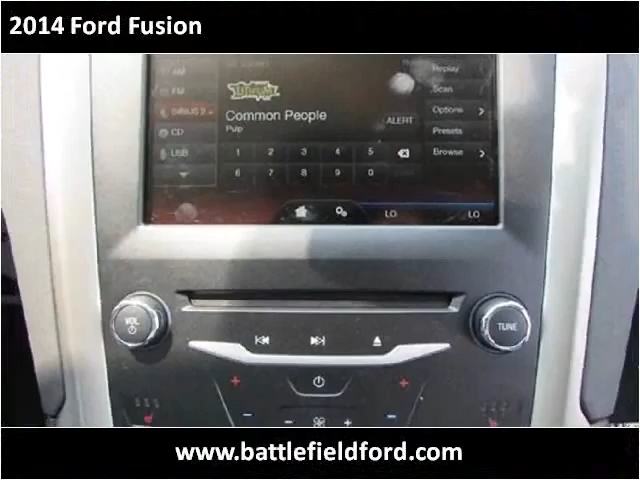 2014 Ford Fusion
AM
FM
Replay
Scan
SIRIUS 2
Common People
Options >
ALERT
Pulp
CD
Presets
USB
1 2 3 4 5
Browse >
6 7 8 9 0
LO LO
VOL
TUNE
www.battlefieldford.com